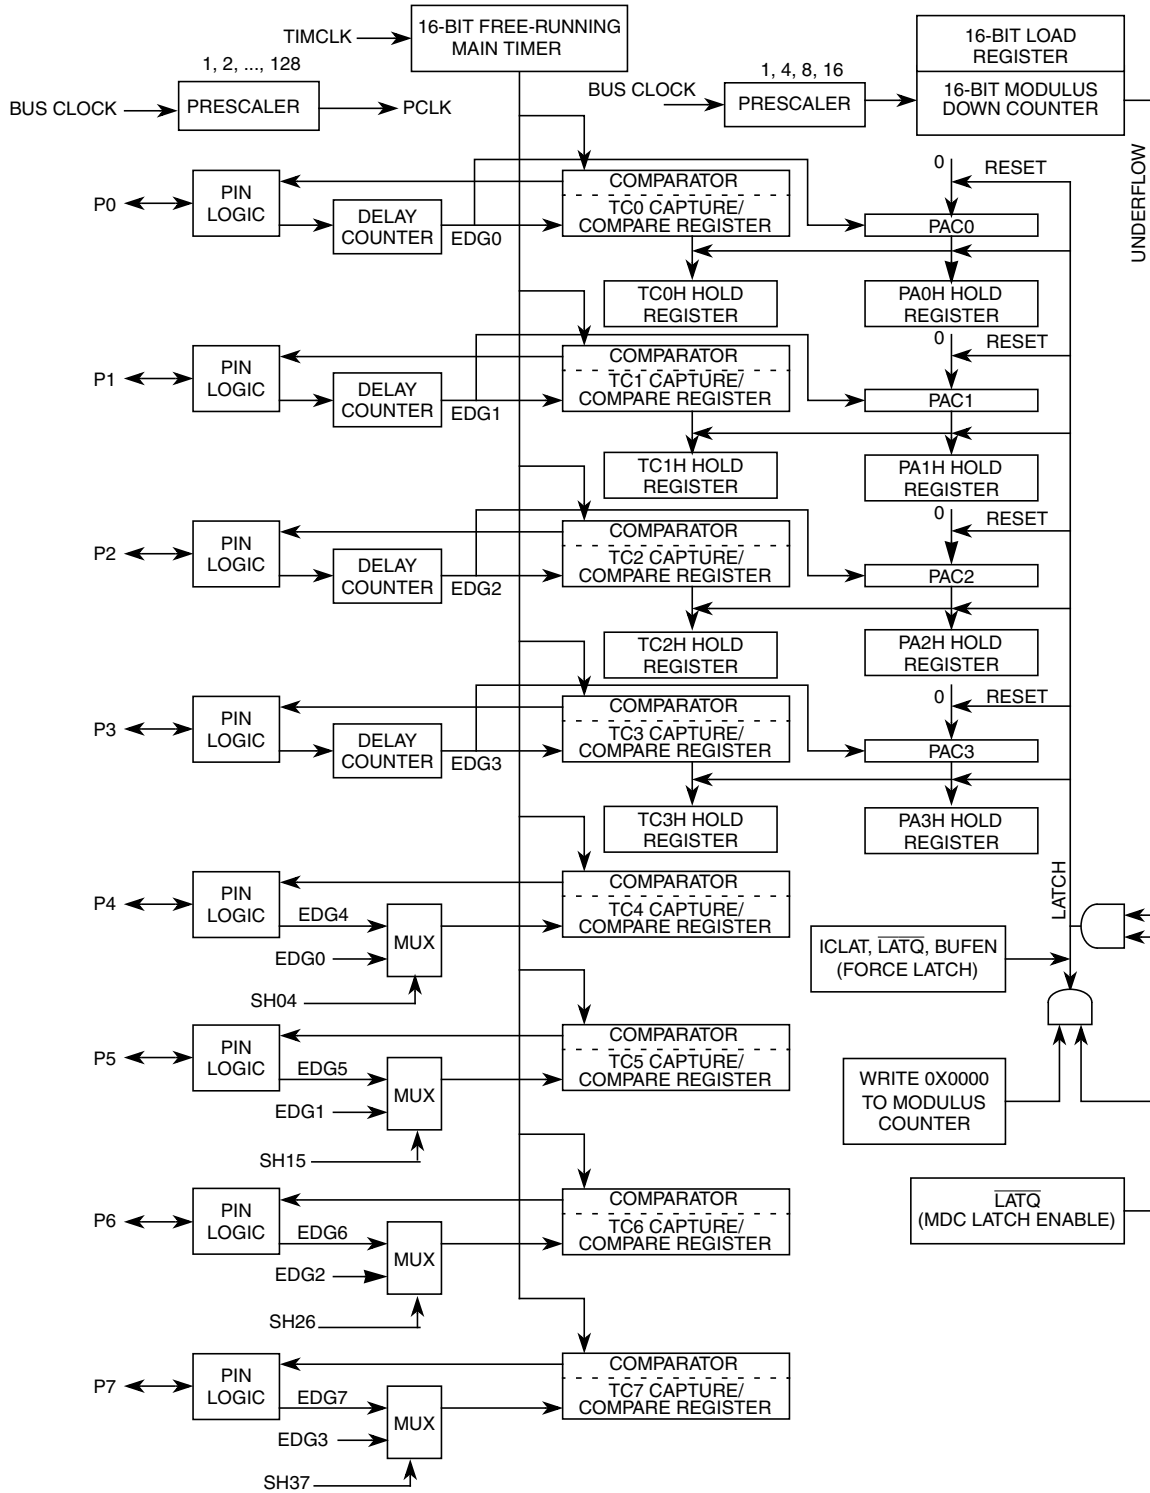 16-BIT FREE-RUNNING
MAIN TIMER
TIMCLK
1, 2, ..., 128
BUS CLOCK
PRESCALER
PCLK
1, 4, 8, 16
BUS CLOCK
PRESCALER
16-BIT LOAD
REGISTER
16-BIT MODULUS
DOWN COUNTER
UNDERFLOW
P0
PIN
LOGIC
DELAY
COUNTER
EDG0
COMPARATOR
TC0 CAPTURE/
COMPARE REGISTER
0
RESET
PAC0
TC0H HOLD
REGISTER
PA0H HOLD
REGISTER
P1
PIN
LOGIC
DELAY
COUNTER
EDG1
COMPARATOR
TC1 CAPTURE/
COMPARE REGISTER
0
RESET
PAC1
TC1H HOLD
REGISTER
PA1H HOLD
REGISTER
P2
PIN
LOGIC
DELAY
COUNTER
EDG2
COMPARATOR
TC2 CAPTURE/
COMPARE REGISTER
0
RESET
PAC2
TC2H HOLD
REGISTER
PA2H HOLD
REGISTER
P3
PIN
LOGIC
DELAY
COUNTER
EDG3
COMPARATOR
TC3 CAPTURE/
COMPARE REGISTER
0
RESET
PAC3
TC3H HOLD
REGISTER
PA3H HOLD
REGISTER
P4
PIN
LOGIC
EDG4
EDG0
MUX
SH04
COMPARATOR
TC4 CAPTURE/
COMPARE REGISTER
LATCH
ICLAT, L̅A̅T̅Q̅, BUFEN
(FORCE LATCH)
P5
PIN
LOGIC
EDG5
EDG1
MUX
SH15
COMPARATOR
TC5 CAPTURE/
COMPARE REGISTER
WRITE 0X0000
TO MODULUS
COUNTER
P6
PIN
LOGIC
EDG6
EDG2
MUX
SH26
COMPARATOR
TC6 CAPTURE/
COMPARE REGISTER
L̅A̅T̅Q̅
(MDC LATCH ENABLE)
P7
PIN
LOGIC
EDG7
EDG3
MUX
SH37
COMPARATOR
TC7 CAPTURE/
COMPARE REGISTER